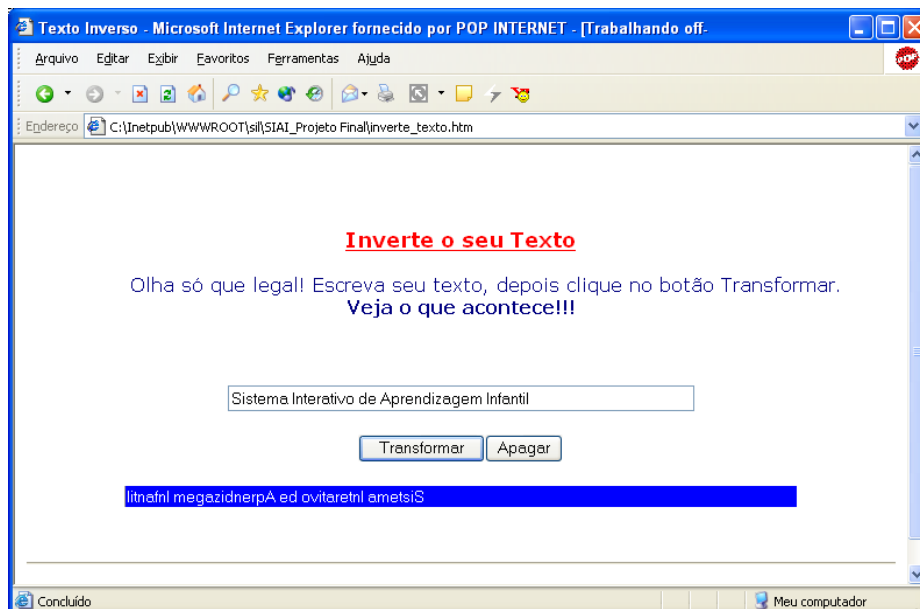 Texto Inverso - Microsoft Internet Explorer fornecido por POP INTERNET - [Trabalhando off-
Arquivo Editar Exibir Favoritos Ferramentas Ajuda
POP
Endereço C:\Inetpub\WWWROOT\sil\SIAI_Projeto Final\inverte_texto.htm
Inverte o seu Texto
Olha só que legal! Escreva seu texto, depois clique no botão Transformar.
Veja o que acontece!!!
Sistema Interativo de Aprendizagem Infantil
Transformar Apagar
litnafnI megazidnerpA ed ovitaretnI ametsiS
Concluído Meu computador